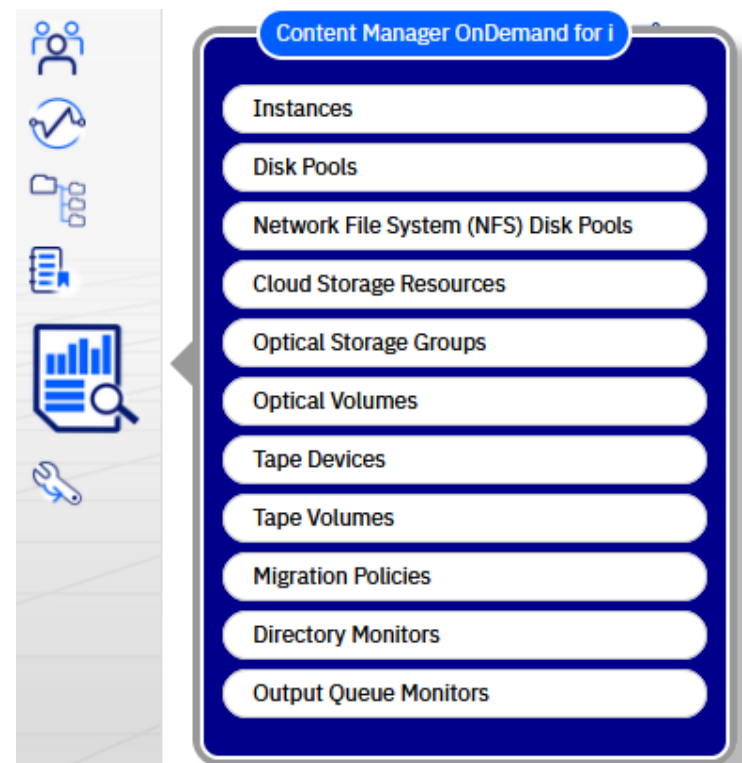 Content Manager OnDemand for i
Instances
Disk Pools
Network File System (NFS) Disk Pools
Cloud Storage Resources
Optical Storage Groups
Optical Volumes
Tape Devices
Tape Volumes
Migration Policies
Directory Monitors
Output Queue Monitors